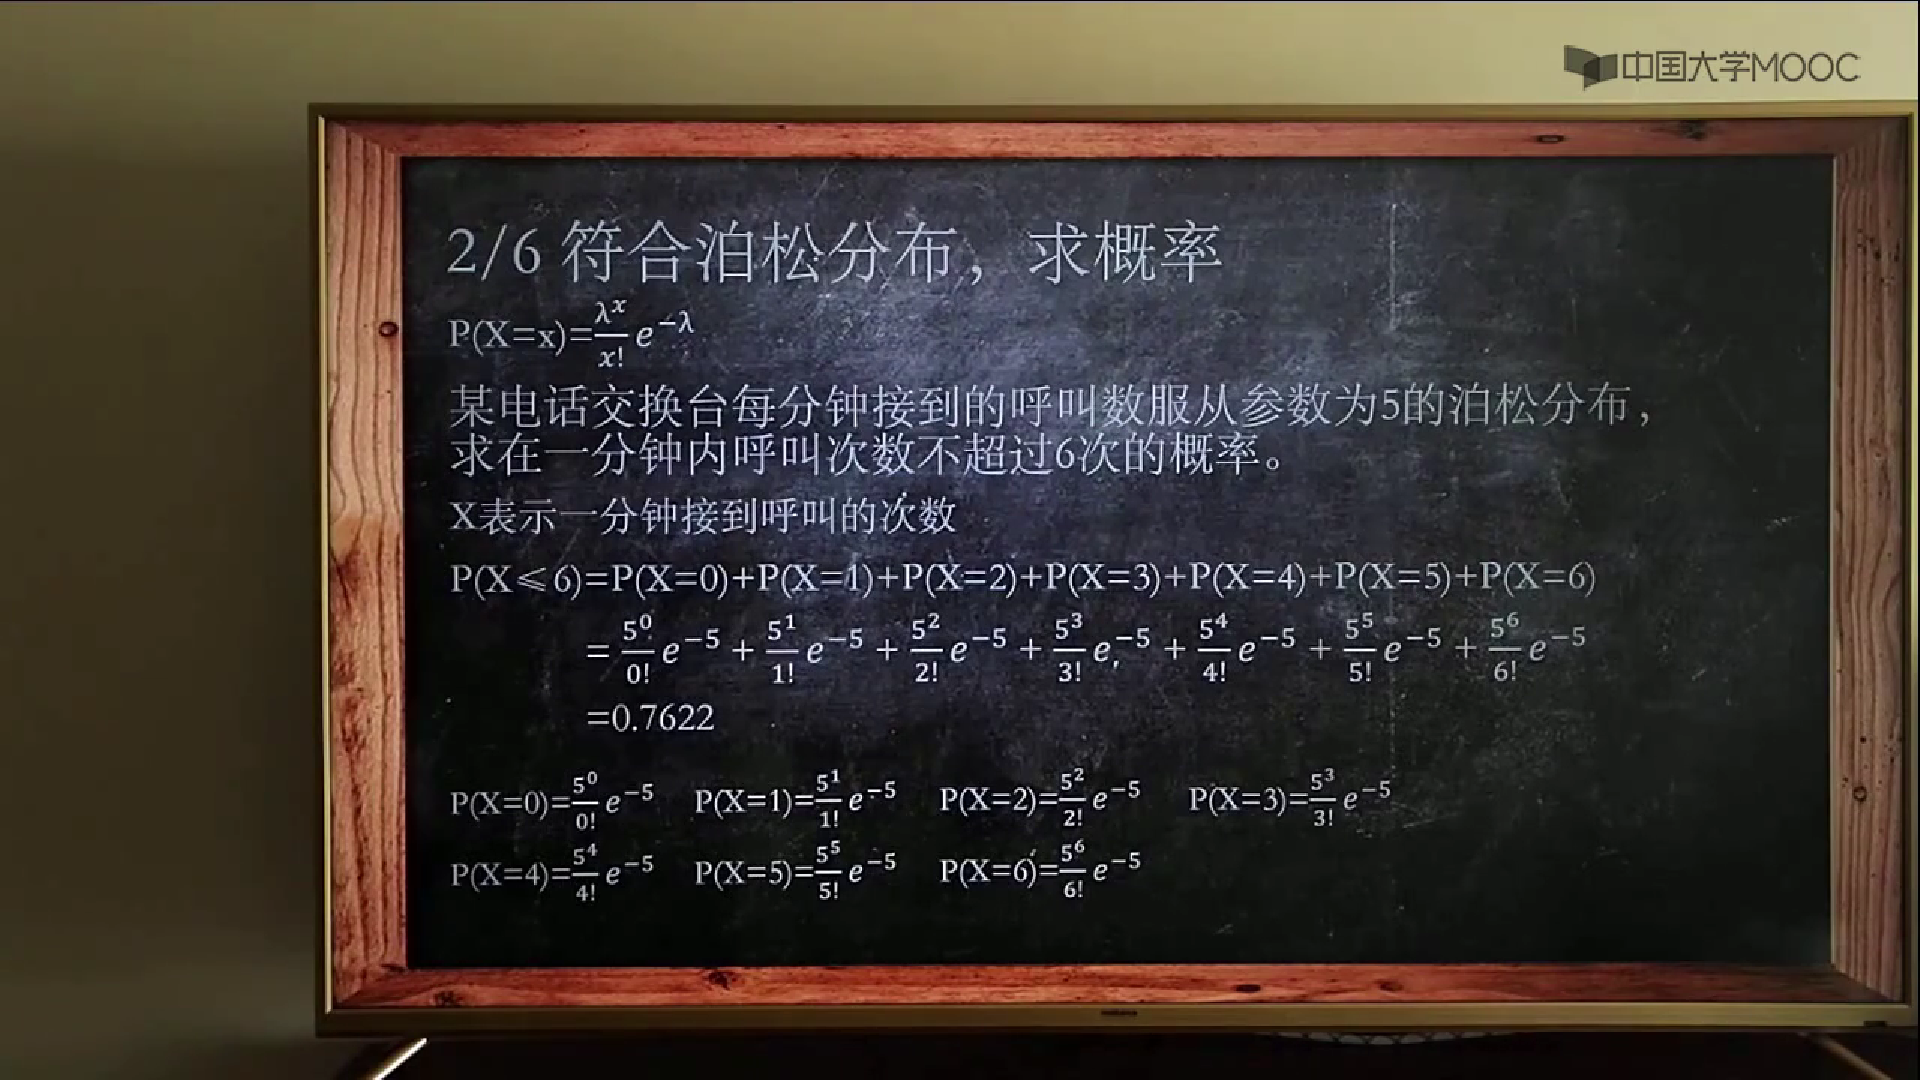 中国大学MOOC
2/6 符合泊松分布，求概率
P(X=x)=\frac{λ^x}{x!}e^{-λ}
某电话交换台每分钟接到的呼叫数服从参数为5的泊松分布，
求在一分钟内呼叫次数不超过6次的概率。
X表示一分钟接到呼叫的次数
P(X≤6)=P(X=0)+P(X=1)+P(X=2)+P(X=3)+P(X=4)+P(X=5)+P(X=6)
=\frac{5^0}{0!}e^{-5}+\frac{5^1}{1!}e^{-5}+\frac{5^2}{2!}e^{-5}+\frac{5^3}{3!}e^{-5}+\frac{5^4}{4!}e^{-5}+\frac{5^5}{5!}e^{-5}+\frac{5^6}{6!}e^{-5}
=0.7622
P(X=0)=\frac{5^0}{0!}e^{-5} P(X=1)=\frac{5^1}{1!}e^{-5} P(X=2)=\frac{5^2}{2!}e^{-5} P(X=3)=\frac{5^3}{3!}e^{-5}
P(X=4)=\frac{5^4}{4!}e^{-5} P(X=5)=\frac{5^5}{5!}e^{-5} P(X=6)=\frac{5^6}{6!}e^{-5}